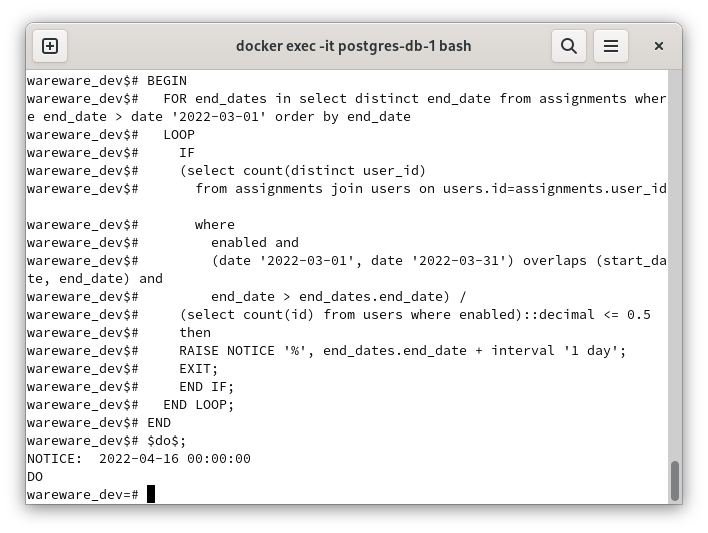 docker exec -it postgres-db-1 bash
wareware_dev$# BEGIN
wareware_dev$#   FOR end_dates in select distinct end_date from assignments wher
e end_date > date '2022-03-01' order by end_date
wareware_dev$#   LOOP
wareware_dev$#     IF
wareware_dev$#     (select count(distinct user_id)
wareware_dev$#       from assignments join users on users.id=assignments.user_id
wareware_dev$#       where
wareware_dev$#         enabled and
wareware_dev$#         (date '2022-03-01', date '2022-03-31') overlaps (start_da
te, end_date) and
wareware_dev$#         end_date > end_dates.end_date) /
wareware_dev$#     (select count(id) from users where enabled)::decimal <= 0.5
wareware_dev$#     then
wareware_dev$#     RAISE NOTICE '%', end_dates.end_date + interval '1 day';
wareware_dev$#     EXIT;
wareware_dev$#     END IF;
wareware_dev$#   END LOOP;
wareware_dev$# END
wareware_dev$# $do$;
NOTICE:  2022-04-16 00:00:00
DO
wareware_dev=#